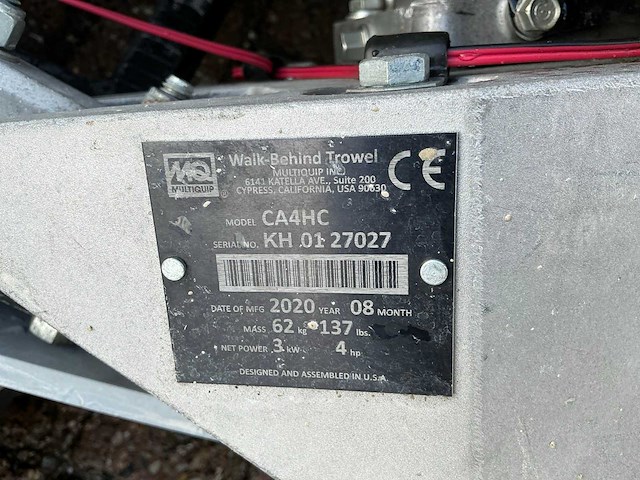 MQ
MULTIQUIP
®
Walk-Behind Trowel
MULTIQUIP INC.
6141 KATELLA AVE., Suite 200
CYPRESS, CALIFORNIA, USA 90630
CE
MODEL CA4HC
SERIAL NO. KH 01 27027
DATE OF MFG 2020 YEAR 08 MONTH
MASS 62 kg 137 lbs.
NET POWER 3 kW 4 hp
DESIGNED AND ASSEMBLED IN U.S.A.